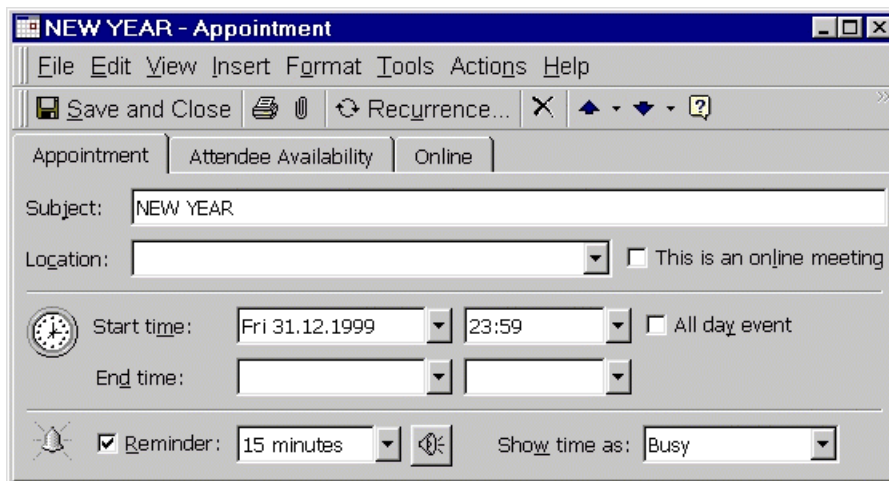 NEW YEAR - Appointment
File Edit View Insert Format Tools Actions Help
Save and Close Recurrence...
Appointment Attendee Availability Online
Subject: NEW YEAR
Location: This is an online meeting
Start time: Fri 31.12.1999 23:59 All day event
End time:
Reminder: 15 minutes Show time as: Busy